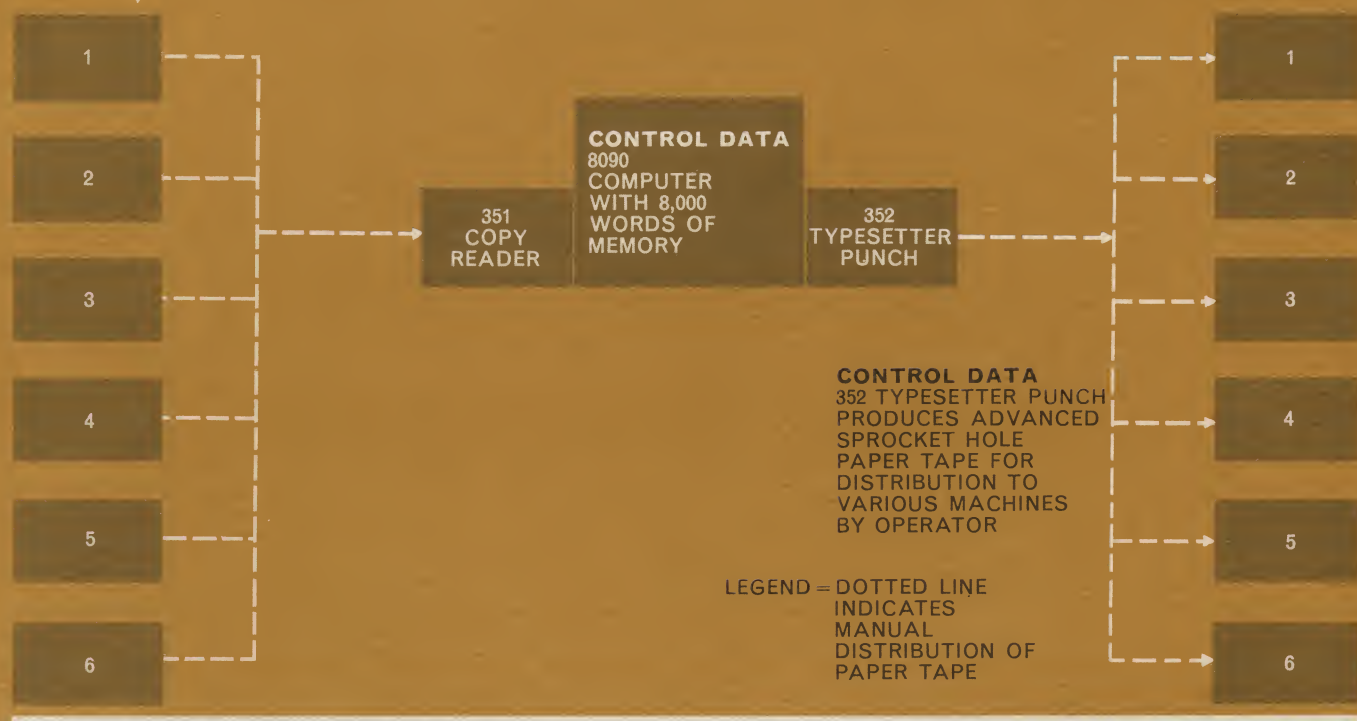 1
2
3
4
5
6
351
COPY
READER
CONTROL DATA
8090
COMPUTER
WITH 8,000
WORDS OF
MEMORY
352
TYPESETTER
PUNCH
1
2
3
4
5
6
CONTROL DATA
352 TYPESETTER PUNCH
PRODUCES ADVANCED
SPROCKET HOLE
PAPER TAPE FOR
DISTRIBUTION TO
VARIOUS MACHINES
BY OPERATOR
LEGEND = DOTTED LINE
INDICATES
MANUAL
DISTRIBUTION OF
PAPER TAPE